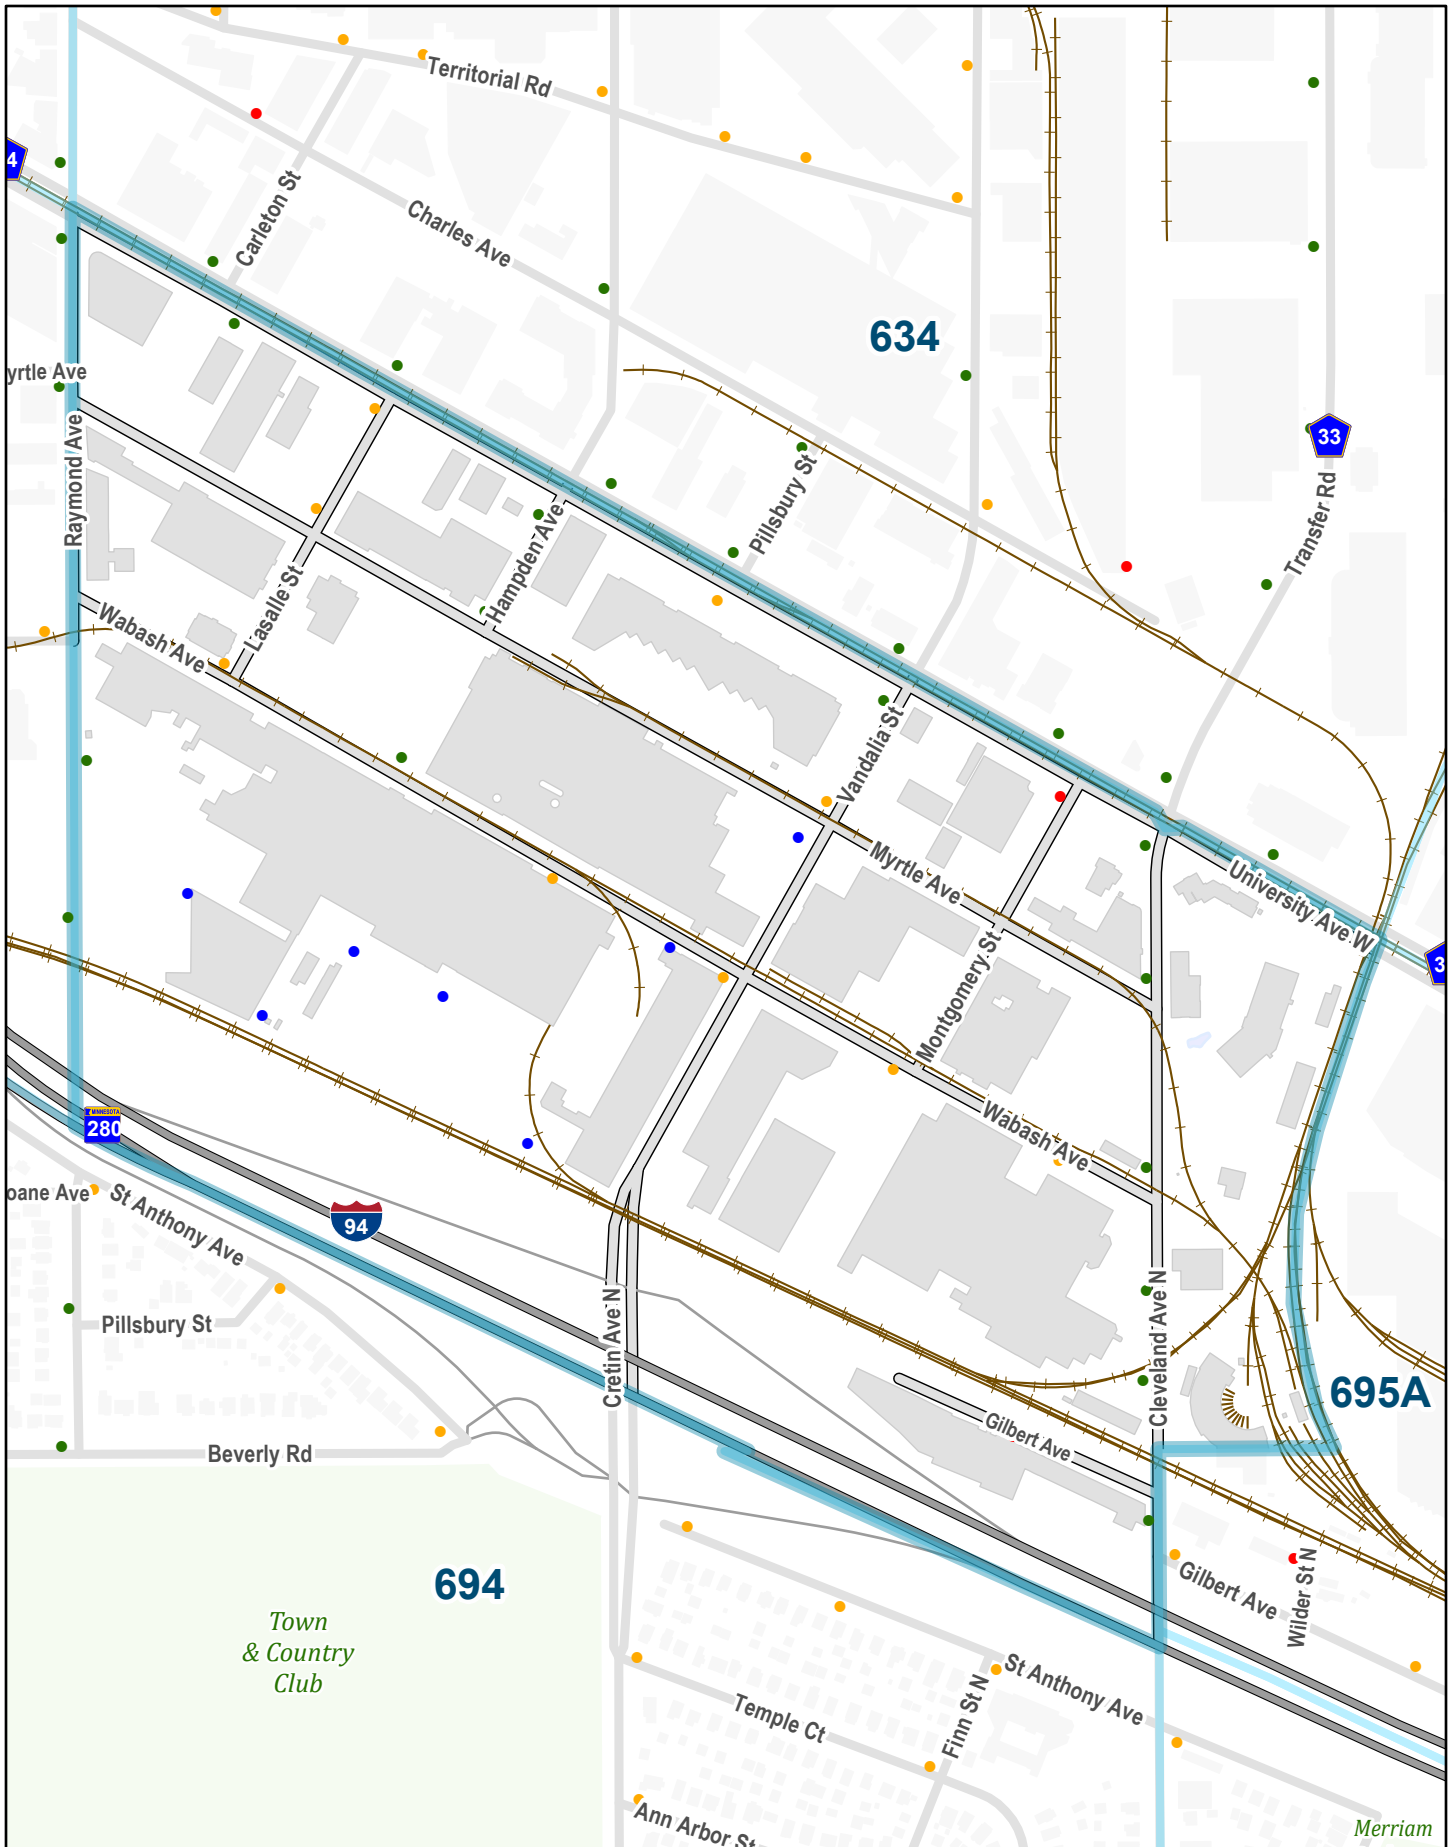 Territorial Rd
4
Carleton St
Charles Ave
634
yrtle Ave
33
Raymond Ave
Pillsbury St
Transfer Rd
Hampden Ave
Lasalle St
Wabash Ave
Vandalia St
Myrtle Ave
University Ave W
3
Montgomery St
MINNESOTA
280
Wabash Ave
oane Ave
St Anthony Ave
94
Pillsbury St
Cretin Ave N
Cleveland Ave N
695A
Gilbert Ave
Beverly Rd
694
Gilbert Ave
Wilder St N
Town
& Country
Club
St Anthony Ave
Finn St N
Temple Ct
Ann Arbor St
Merriam